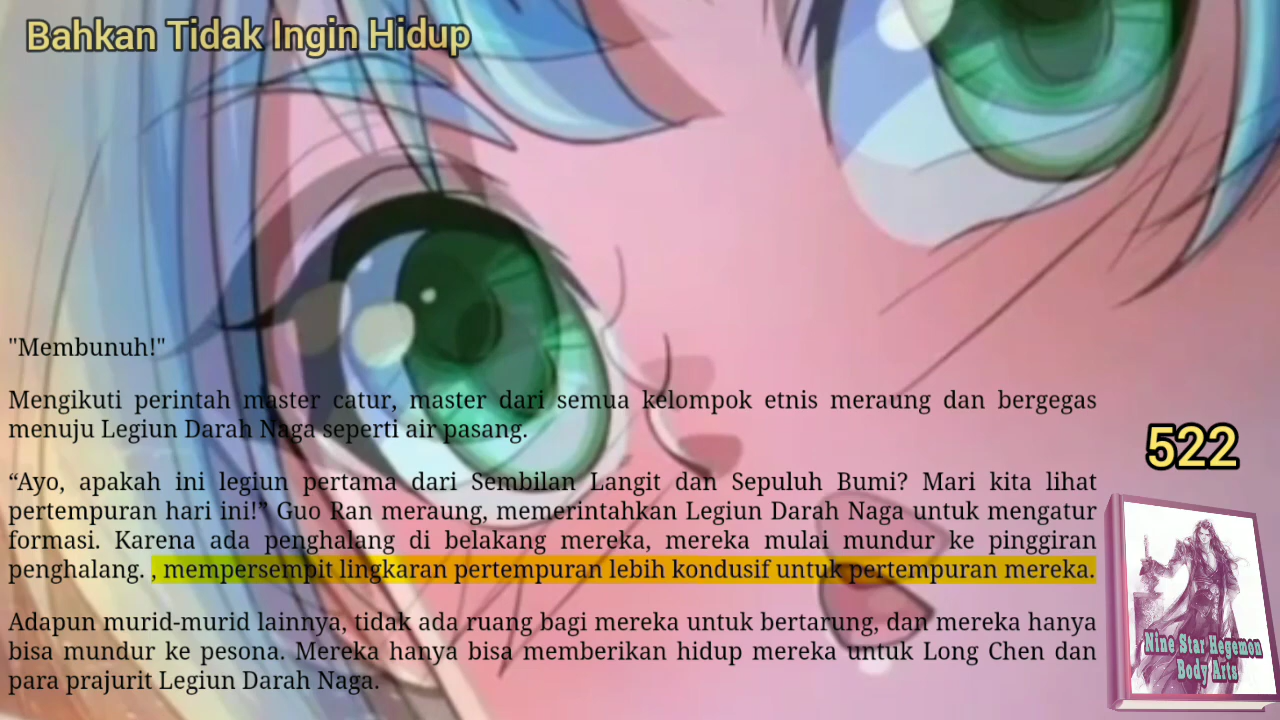 Bahkan Tidak Ingin Hidup
"Membunuh!"
Mengikuti perintah master catur, master dari semua kelompok etnis meraung dan bergegas
menuju Legiun Darah Naga seperti air pasang.
“Ayo, apakah ini legiun pertama dari Sembilan Langit dan Sepuluh Bumi? Mari kita lihat
pertempuran hari ini!” Guo Ran meraung, memerintahkan Legiun Darah Naga untuk mengatur
formasi. Karena ada penghalang di belakang mereka, mereka mulai mundur ke pinggiran
penghalang. , mempersempit lingkaran pertempuran lebih kondusif untuk pertempuran mereka.
Adapun murid-murid lainnya, tidak ada ruang bagi mereka untuk bertarung, dan mereka hanya
bisa mundur ke pesona. Mereka hanya bisa memberikan hidup mereka untuk Long Chen dan
para prajurit Legiun Darah Naga.
522
Nine Star Hegemon
Body Arts